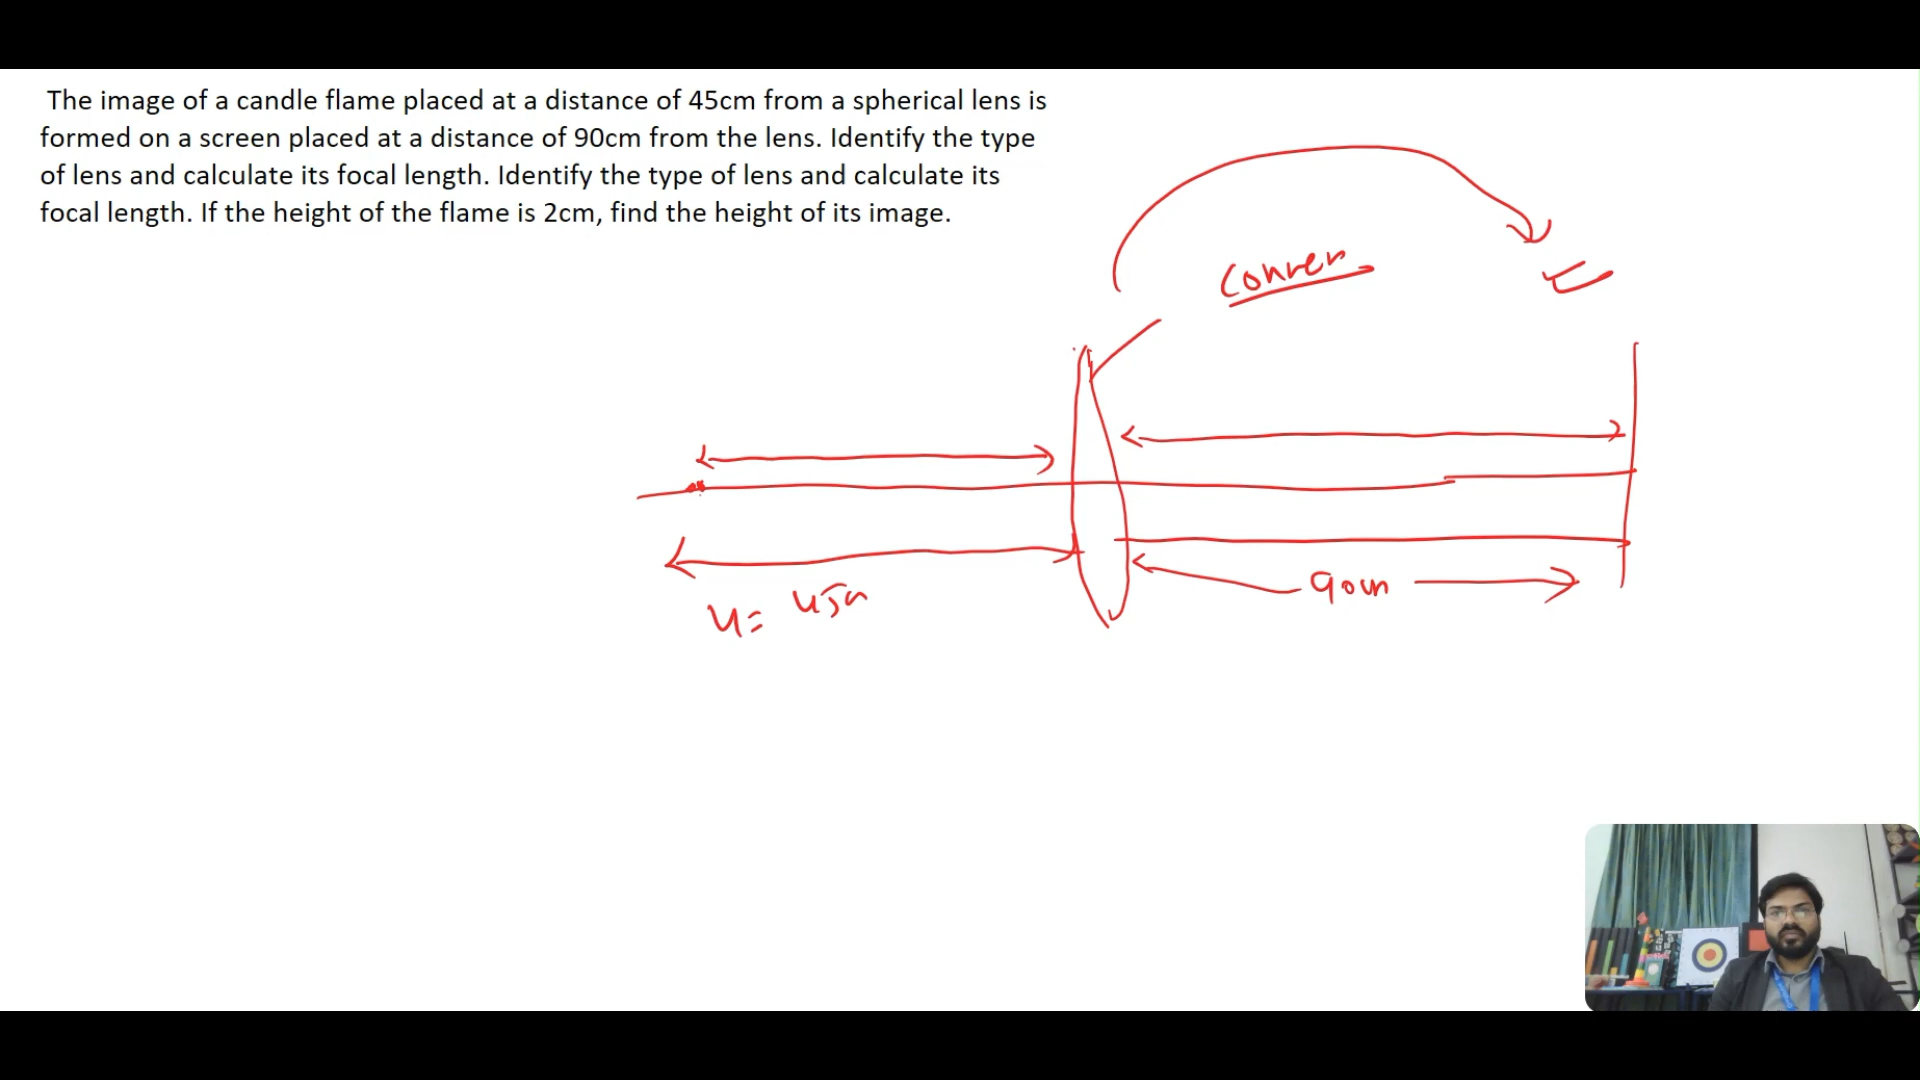 The image of a candle flame placed at a distance of 45cm from a spherical lens is
formed on a screen placed at a distance of 90cm from the lens. Identify the type
of lens and calculate its focal length. Identify the type of lens and calculate its
focal length. If the height of the flame is 2cm, find the height of its image.
u = 45cm
90cm